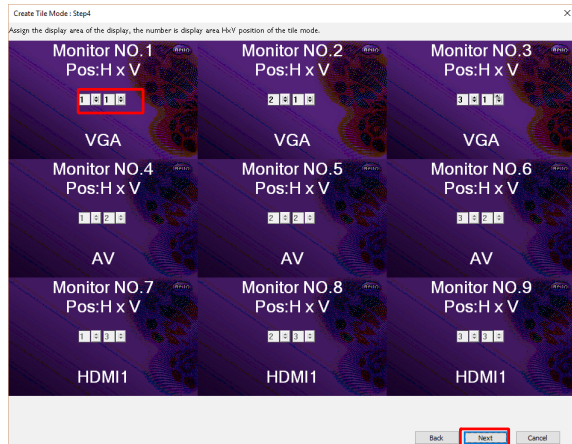 Create Tile Mode : Step4
Assign the display area of the display, the number is display area HxV position of the tile mode.
Monitor NO.1 Monitor NO.2 Monitor NO.3
Pos:H x V Pos:H x V Pos:H x V
1 1 2 1 3 1
VGA VGA VGA
Monitor NO.4 Monitor NO.5 Monitor NO.6
Pos:H x V Pos:H x V Pos:H x V
1 2 2 2 3 2
AV AV AV
Monitor NO.7 Monitor NO.8 Monitor NO.9
Pos:H x V Pos:H x V Pos:H x V
1 3 2 3 3 3
HDMI1 HDMI1 HDMI1
Back Next Cancel